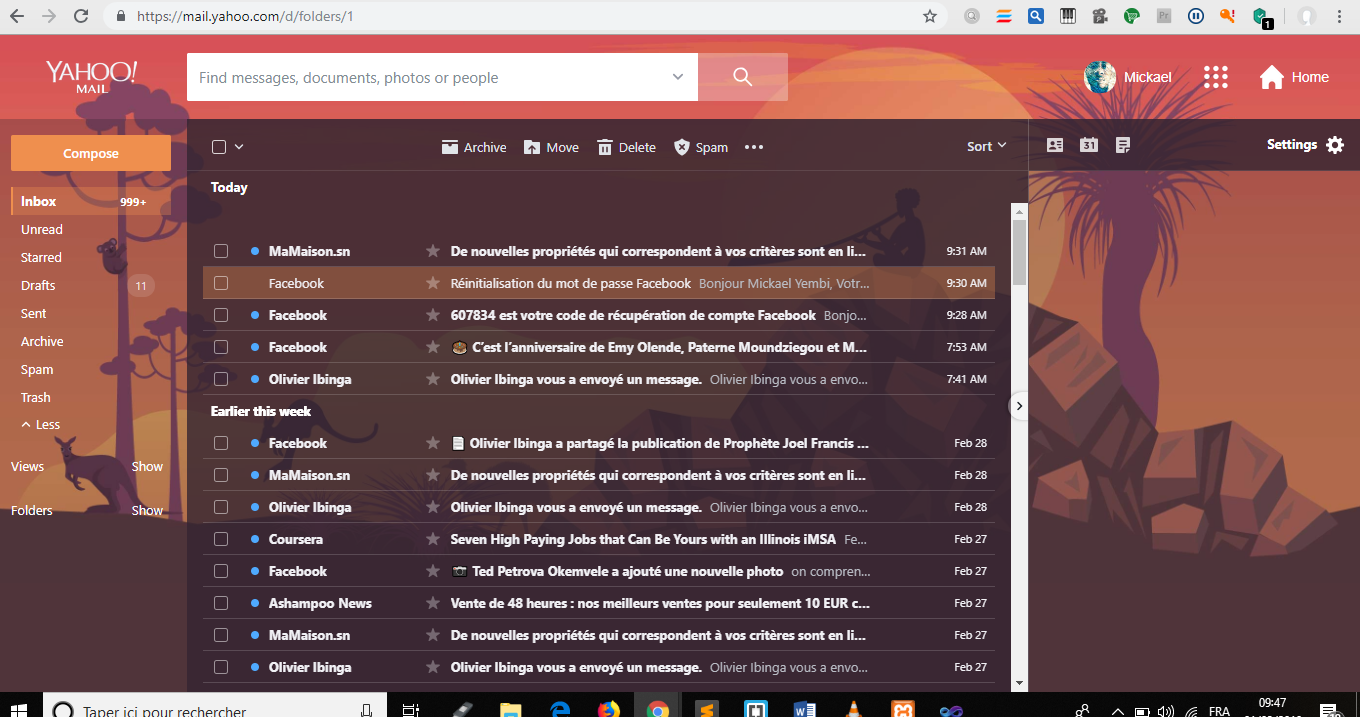 https://mail.yahoo.com/d/folders/1
1
YAHOO!
MAIL
Find messages, documents, photos or people
Mickael
Home
Compose
Archive
Move
Delete
Spam
•••
Sort
31
Settings
Inbox 999+
Unread
Starred
Drafts 11
Sent
Archive
Spam
Trash
Less
Views Show
Folders Show
Today
MaMaison.sn De nouvelles propriétés qui correspondent à vos critères sont en li... 9:31 AM
Facebook Réinitialisation du mot de passe Facebook Bonjour Mickael Yembi, Votr... 9:30 AM
Facebook 607834 est votre code de récupération de compte Facebook Bonjo... 9:28 AM
Facebook C’est l’anniversaire de Emy Olende, Paterne Moundziegou et M... 7:53 AM
Olivier Ibinga Olivier Ibinga vous a envoyé un message. Olivier Ibinga vous a envo... 7:41 AM
Earlier this week
Facebook Olivier Ibinga a partagé la publication de Prophète Joel Francis ... Feb 28
MaMaison.sn De nouvelles propriétés qui correspondent à vos critères sont en li... Feb 28
Olivier Ibinga Olivier Ibinga vous a envoyé un message. Olivier Ibinga vous a envo... Feb 28
Coursera Seven High Paying Jobs that Can Be Yours with an Illinois iMSA Fe... Feb 27
Facebook Ted Petrova Okemvele a ajouté une nouvelle photo on compren... Feb 27
Ashampoo News Vente de 48 heures : nos meilleurs ventes pour seulement 10 EUR c... Feb 27
MaMaison.sn De nouvelles propriétés qui correspondent à vos critères sont en li... Feb 27
Olivier Ibinga Olivier Ibinga vous a envoyé un message. Olivier Ibinga vous a envo... Feb 27
Taper ici pour rechercher
FRA
09:47